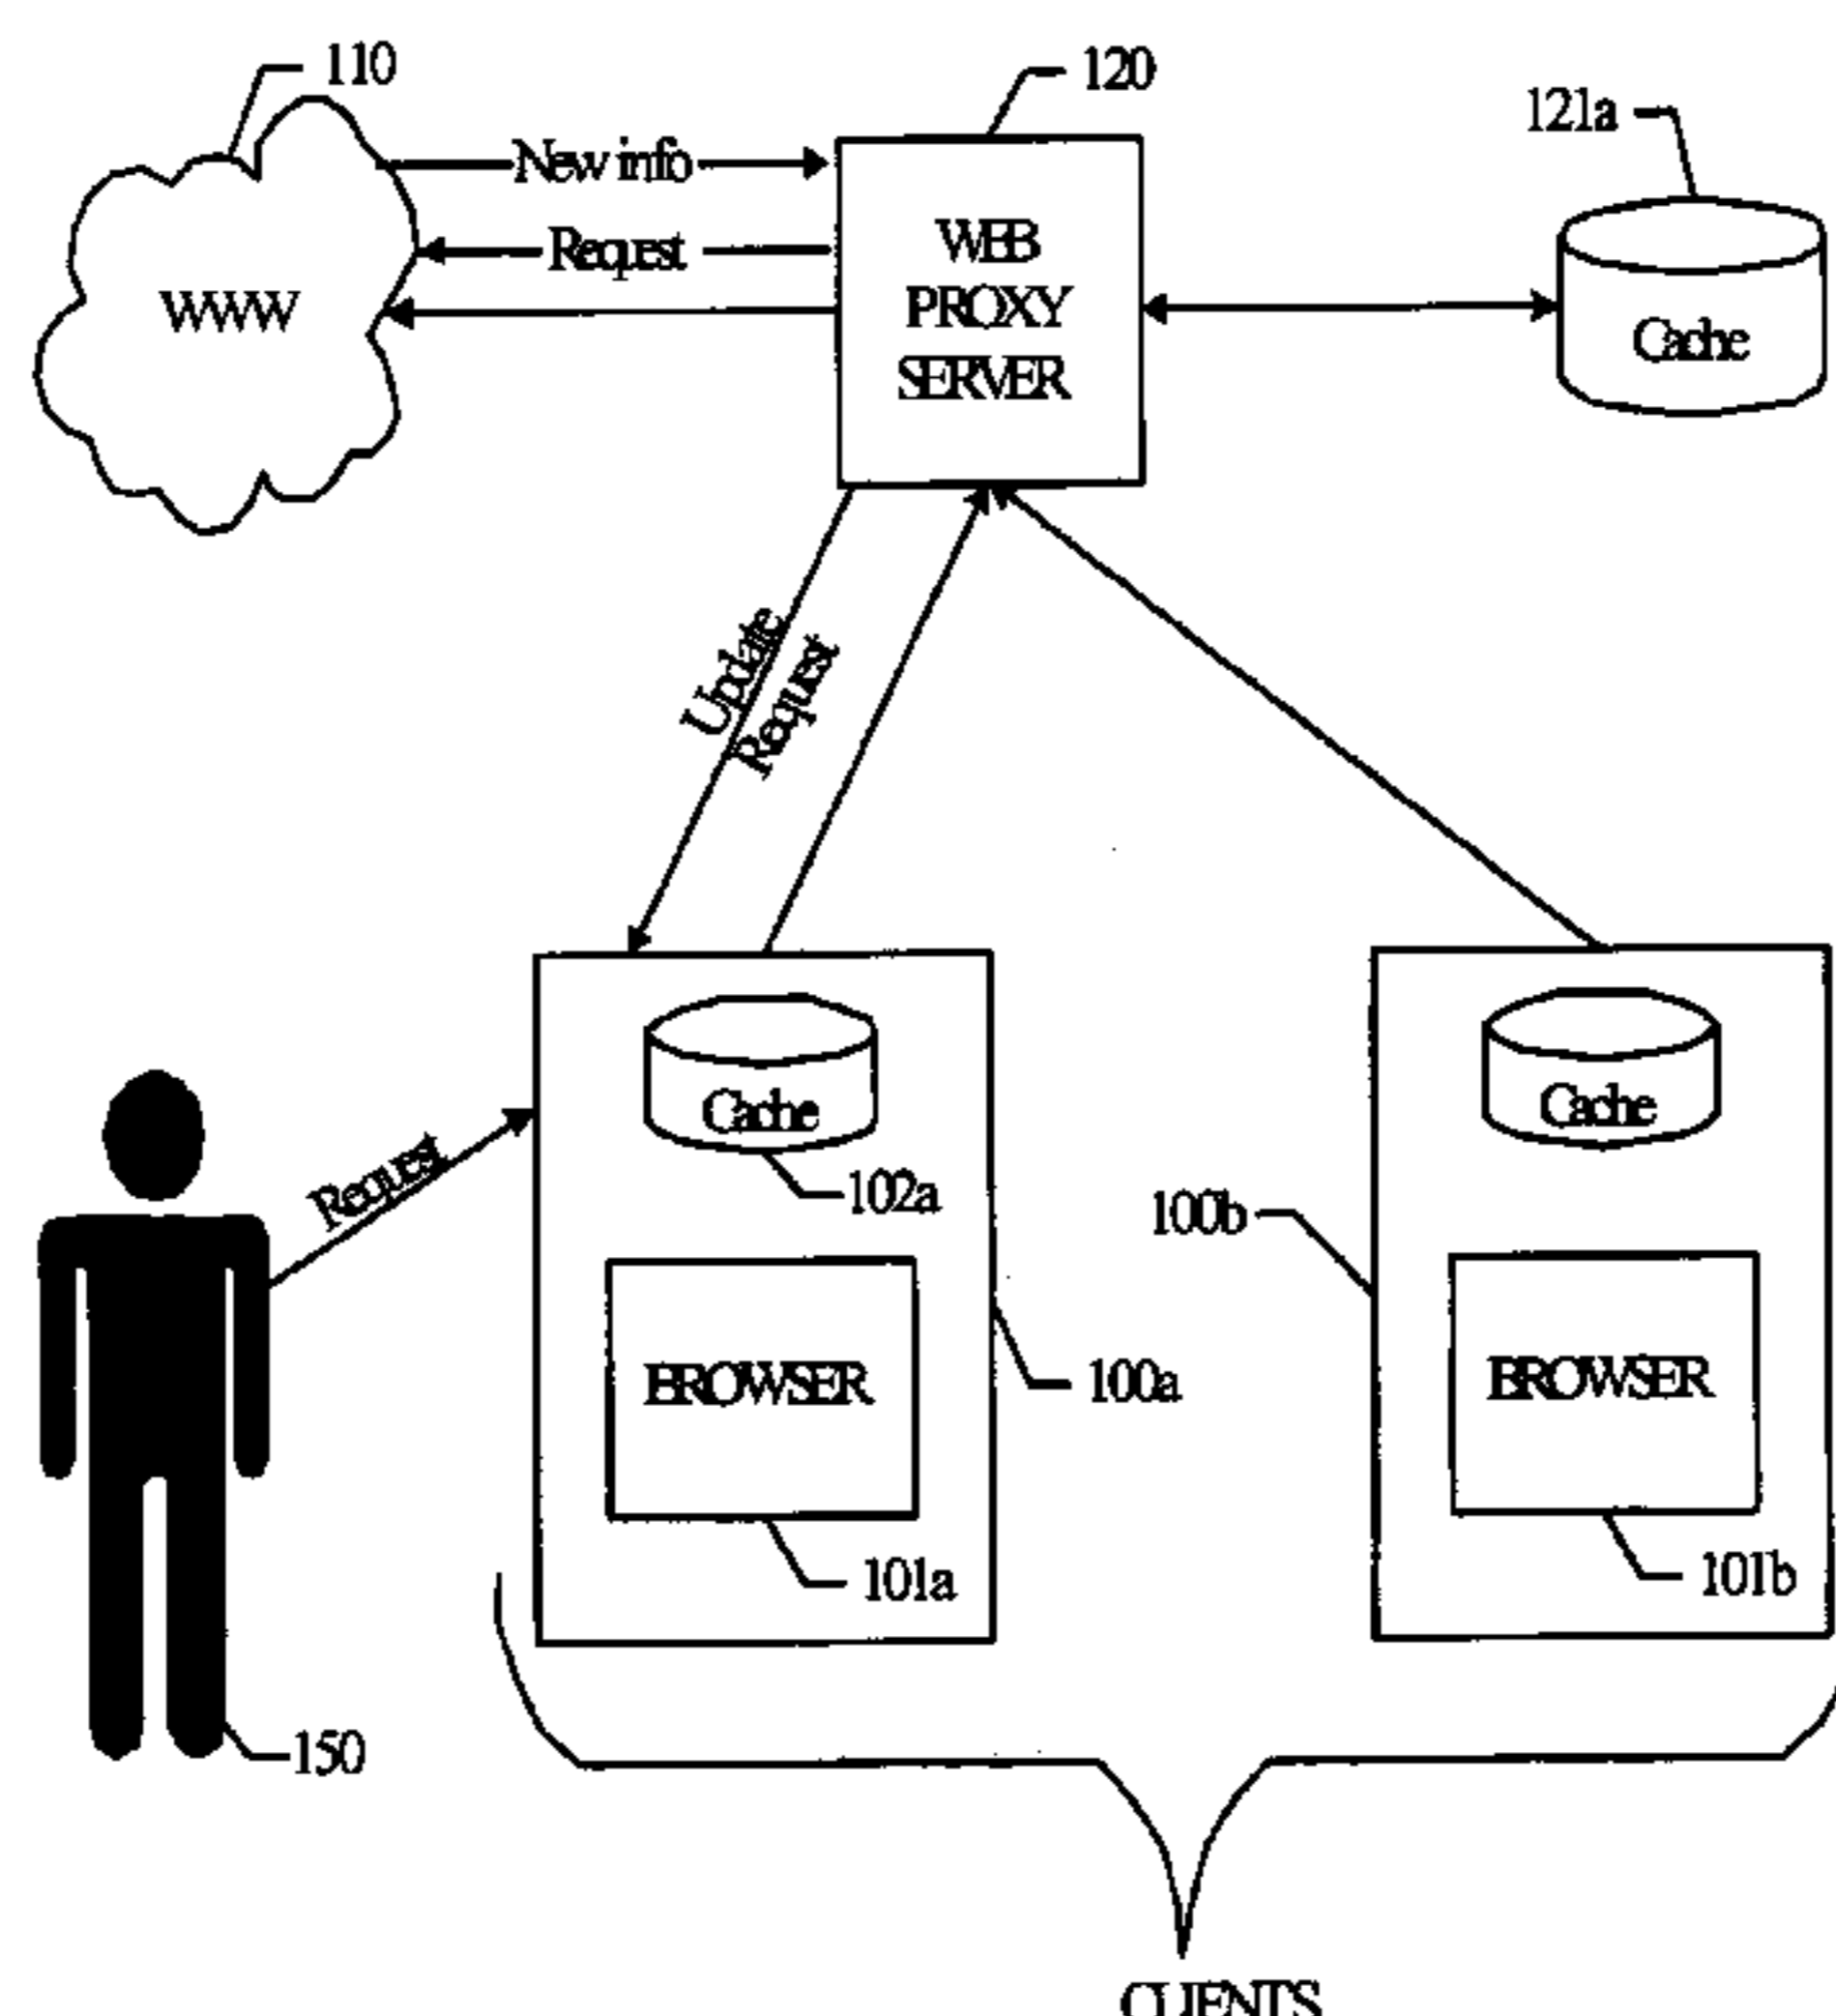 110
120
121a
New info
Request
WWW
WEB
PROXY
SERVER
Cache
Update
Request
Request
Cache
102a
Cache
100b
BROWSER
100a
BROWSER
101a
101b
150
CLIENTS